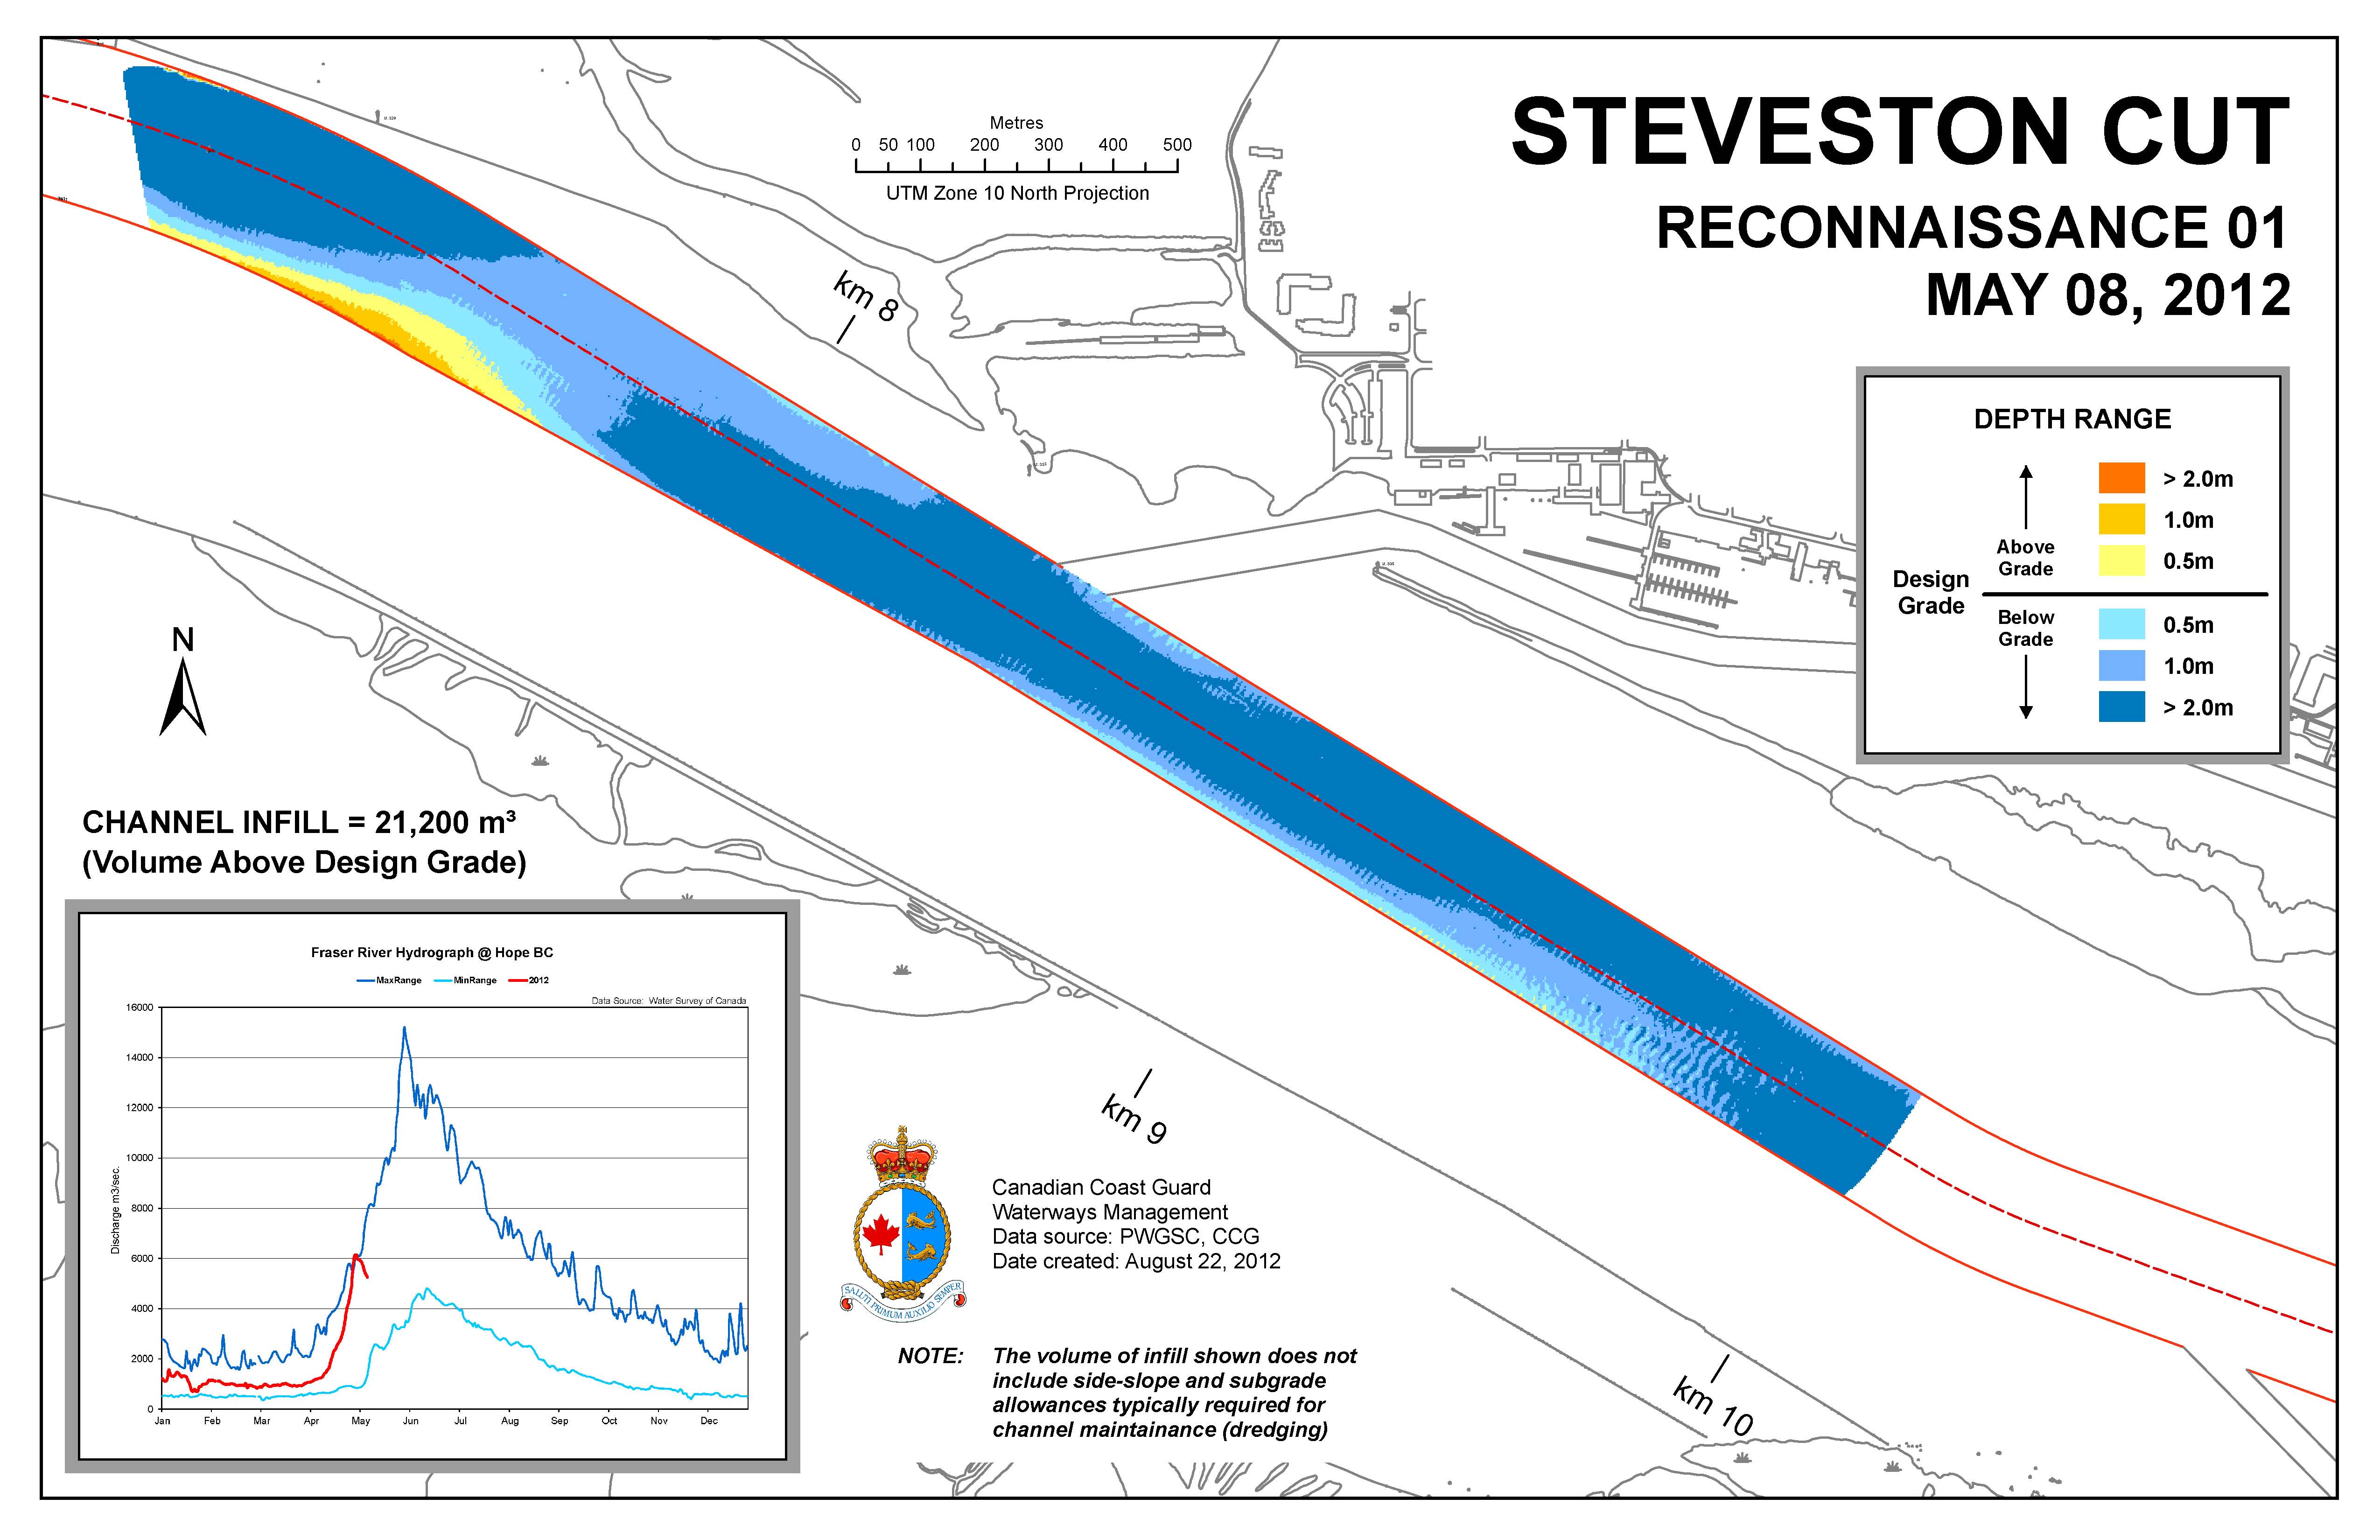 STEVESTON CUT
RECONNAISSANCE 01
MAY 08, 2012
Metres
0 50 100 200 300 400 500
UTM Zone 10 North Projection
km 8
DEPTH RANGE
> 2.0m
1.0m
Above
Grade
0.5m
Design
Grade
Below
Grade
0.5m
1.0m
> 2.0m
N
CHANNEL INFILL = 21,200 m³
(Volume Above Design Grade)
Fraser River Hydrograph @ Hope BC
MaxRange MinRange 2012
Data Source: Water Survey of Canada
Discharge m3/sec.
16000
14000
12000
10000
8000
6000
4000
2000
0
Jan Feb Mar Apr May Jun Jul Aug Sep Oct Nov Dec
km 9
SALUTI PRIMUM AUXILIO SEMPER
Canadian Coast Guard
Waterways Management
Data source: PWGSC, CCG
Date created: August 22, 2012
NOTE: The volume of infill shown does not
include side-slope and subgrade
allowances typically required for
channel maintainance (dredging)
km 10